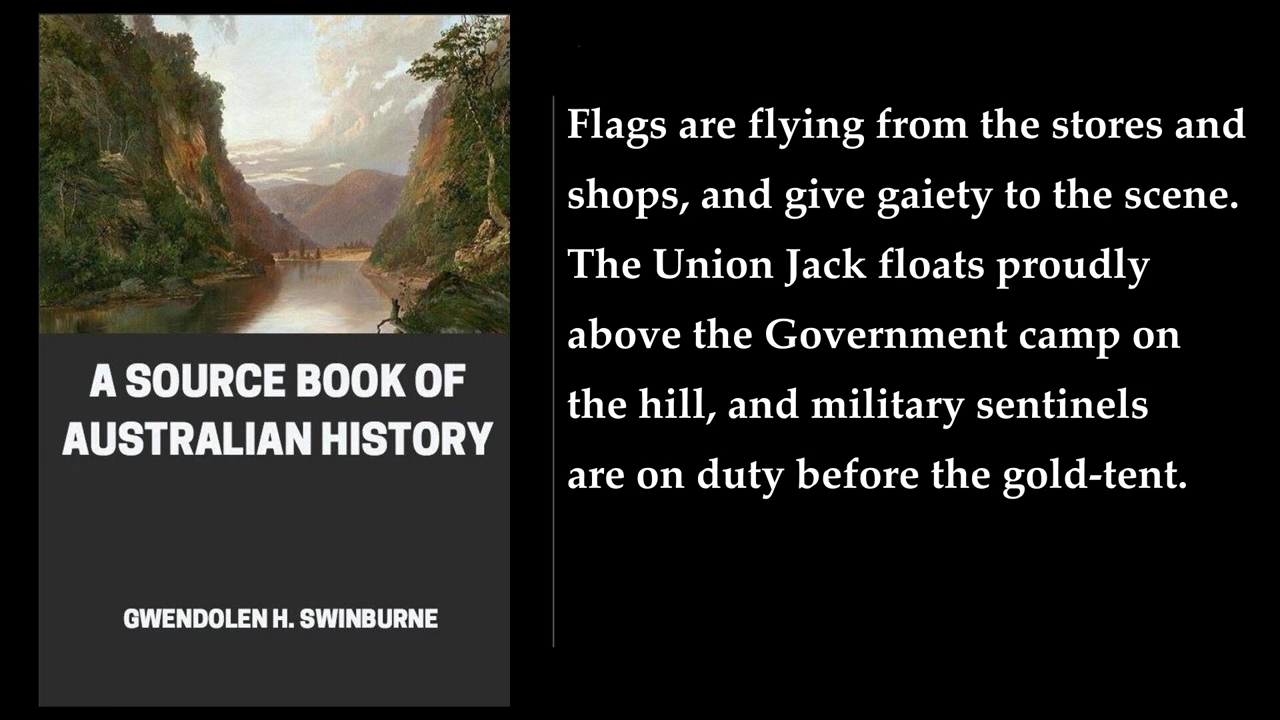 A SOURCE BOOK OF
AUSTRALIAN HISTORY
GWENDOLEN H. SWINBURNE
Flags are flying from the stores and
shops, and give gaiety to the scene.
The Union Jack floats proudly
above the Government camp on
the hill, and military sentinels
are on duty before the gold-tent.